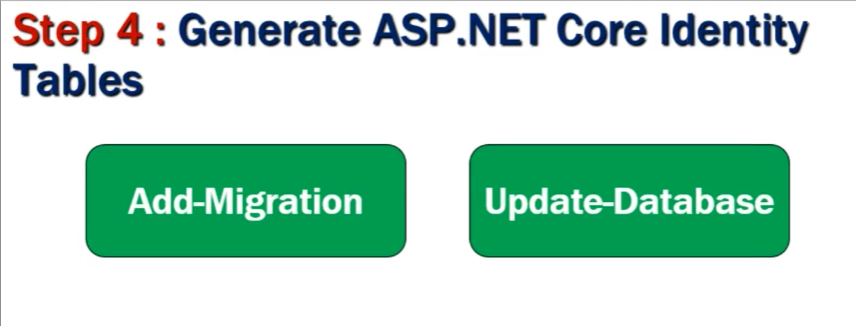 Step 4 : Generate ASP.NET Core Identity
Tables
Add-Migration
Update-Database